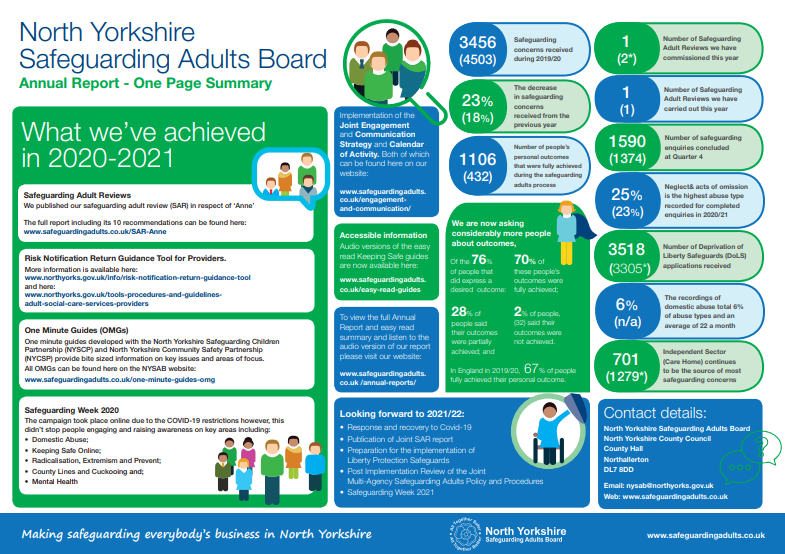 North Yorkshire
Safeguarding Adults Board
Annual Report - One Page Summary
What we've achieved
in 2020-2021
Safeguarding Adult Reviews
We published our safeguarding adult review (SAR) in respect of 'Anne'
The full report including its 10 recommendations can be found here:
www.safeguardingadults.co.uk/SAR-Anne
Risk Notification Return Guidance Tool for Providers.
More information is available here:
www.northyorks.gov.uk/info/risk-notification-return-guidance-tool
and here:
www.northyorks.gov.uk/tools-procedures-and-guidelines-
adult-social-care-services-providers
One Minute Guides (OMGs)
One minute guides developed with the North Yorkshire Safeguarding Children
Partnership (NYSCP) and North Yorkshire Community Safety Partnership
(NYCSP) provide bite sized information on key issues and areas of focus.
All OMGs can be found here on the NYSAB website:
www.safeguardingadults.co.uk/one-minute-guides-omg
Safeguarding Week 2020
The campaign took place online due to the COVID-19 restrictions however, this
didn't stop people engaging and raising awareness on key areas including:
• Domestic Abuse;
• Keeping Safe Online;
• Radicalisation, Extremism and Prevent;
• County Lines and Cuckooing and;
• Mental Health
Implementation of the
Joint Engagement
and Communication
Strategy and Calendar
of Activity. Both of which
can be found here on our
website:
www.safeguardingadults.
co.uk/engagement-
and-communication/
Accessible information
Audio versions of the easy
read Keeping Safe guides
are now available here:
www.safeguardingadults.
co.uk/easy-read-guides
To view the full Annual
Report and easy read
summary and listen to the
audio version of our report
please visit our website:
www.safeguardingadults.
co.uk /annual-reports/
3456
(4503)
Safeguarding
concerns received
during 2019/20
23%
(18%)
The decrease
in safeguarding
concerns
received from the
previous year
1106
(432)
Number of people's
personal outcomes
that were fully achieved
during the safeguarding
adults process
We are now asking
considerably more people
about outcomes,
Of the 76%
of people that
did express a
desired outcome:
70% of
these people's
outcomes were
fully achieved;
28% of
people said
their outcomes
were partially
achieved; and
2% of people,
(32) said their
outcomes were
not achieved.
In England in 2019/20, 67% of people
fully achieved their personal outcome.
1
(2*)
Number of Safeguarding
Adult Reviews we have
commissioned this year
1
(1)
Number of Safeguarding
Adult Reviews we have
carried out this year
1590
(1374)
Number of safeguarding
enquiries concluded
at Quarter 4
25%
(23%)
Neglect& acts of omission
is the highest abuse type
recorded for completed
enquiries in 2020/21
3518
(3305*)
Number of Deprivation of
Liberty Safeguards (DoLS)
applications received
6%
(n/a)
The recordings of
domestic abuse total 6%
of abuse types and an
average of 22 a month
701
(1279*)
Independent Sector
(Care Home) continues
to be the source of most
safeguarding concerns
Looking forward to 2021/22:
• Response and recovery to Covid-19
• Publication of Joint SAR report
• Preparation for the implementation of
Liberty Protection Safeguards
• Post Implementation Review of the Joint
Multi-Agency Safeguarding Adults Policy and Procedures
• Safeguarding Week 2021
Contact details:
North Yorkshire Safeguarding Adults Board
North Yorkshire County Council
County Hall
Northallerton
DL7 8DD
Email: nysab@northyorks.gov.uk
Web: www.safeguardingadults.co.uk
Making safeguarding everybody's business in North Yorkshire
North Yorkshire
Safeguarding Adults Board
www.safeguardingadults.co.uk